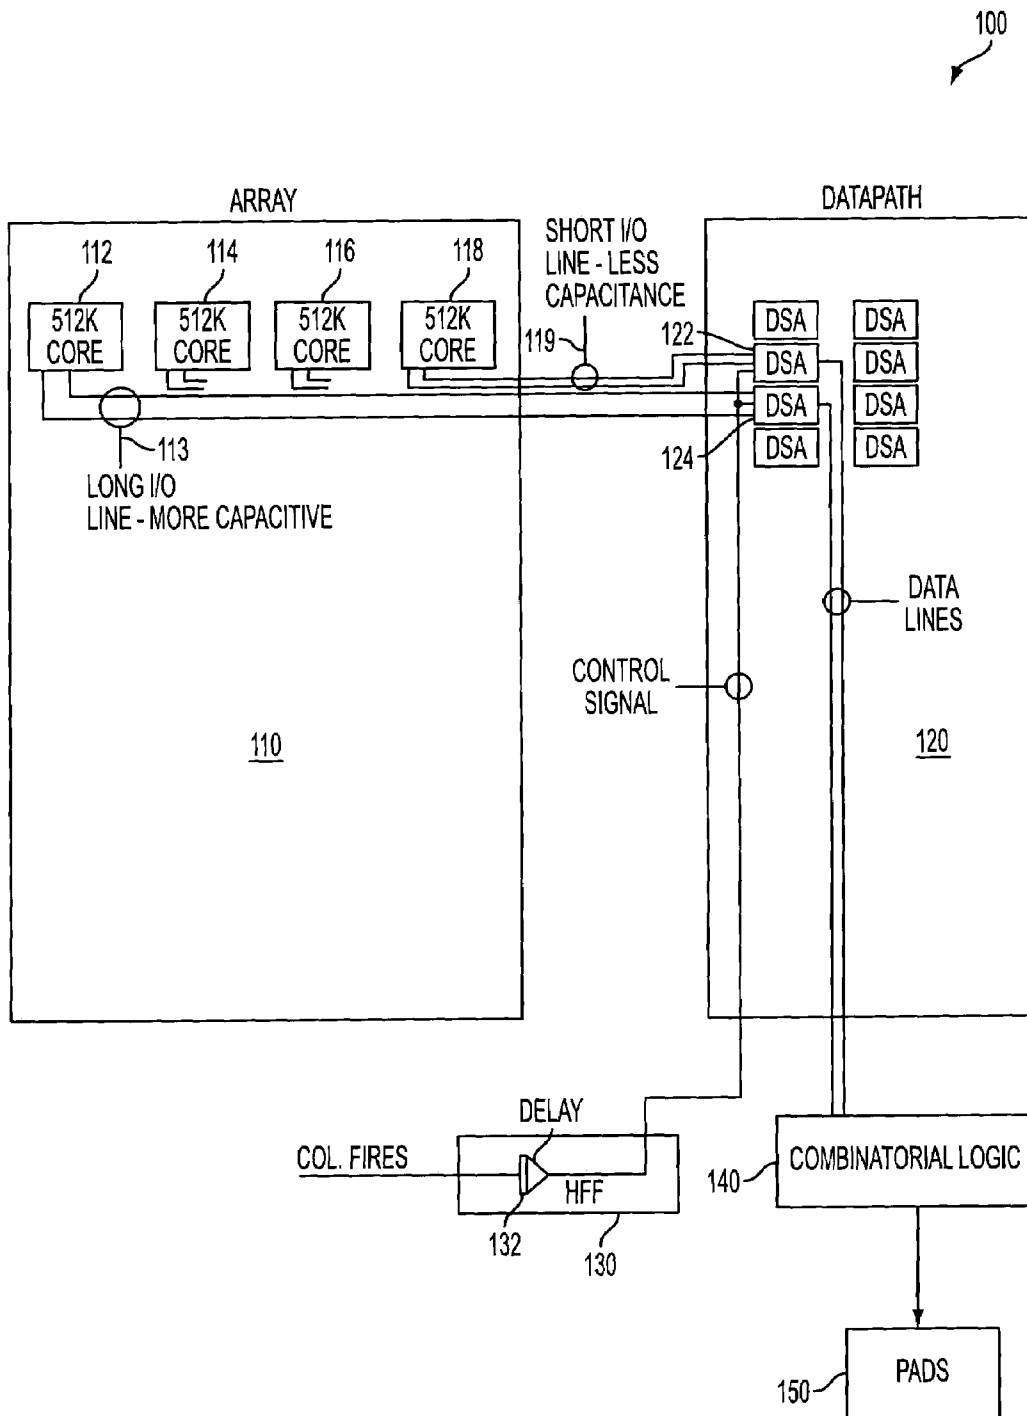 100
ARRAY
DATAPATH
112
114
116
118
SHORT I/O
LINE - LESS
CAPACITANCE
512K
CORE
512K
CORE
512K
CORE
512K
CORE
119
122
DSA
DSA
DSA
DSA
DSA
DSA
DSA
DSA
124
113
LONG I/O
LINE - MORE CAPACITIVE
DATA
LINES
CONTROL
SIGNAL
110
120
DELAY
COL. FIRES
HFF
132
130
COMBINATORIAL LOGIC
140
PADS
150